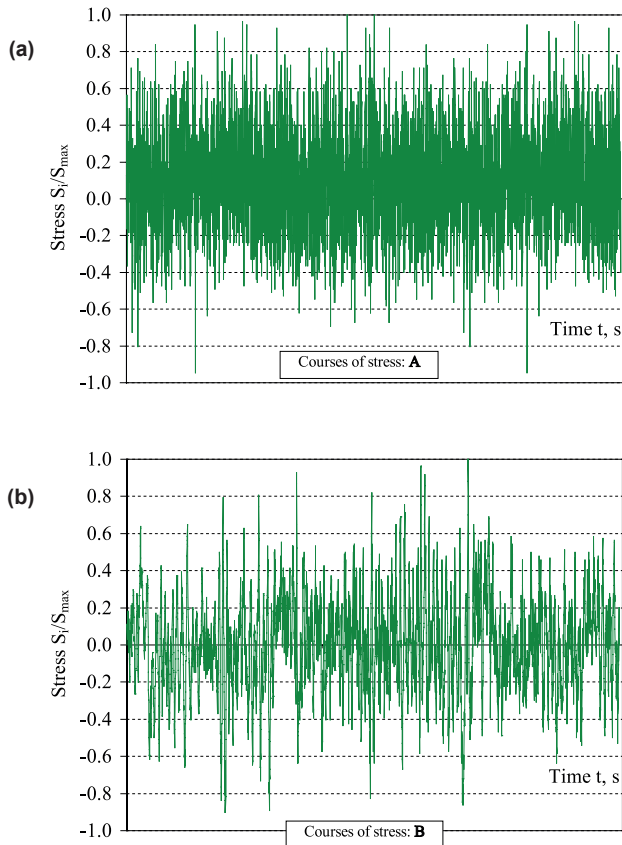 (a)
Stress Si/Smax
1.0
0.8
0.6
0.4
0.2
0.0
-0.2
-0.4
-0.6
-0.8
-1.0
Time t, s
Courses of stress: A
(b)
Stress Si/Smax
1.0
0.8
0.6
0.4
0.2
0.0
-0.2
-0.4
-0.6
-0.8
-1.0
Time t, s
Courses of stress: B